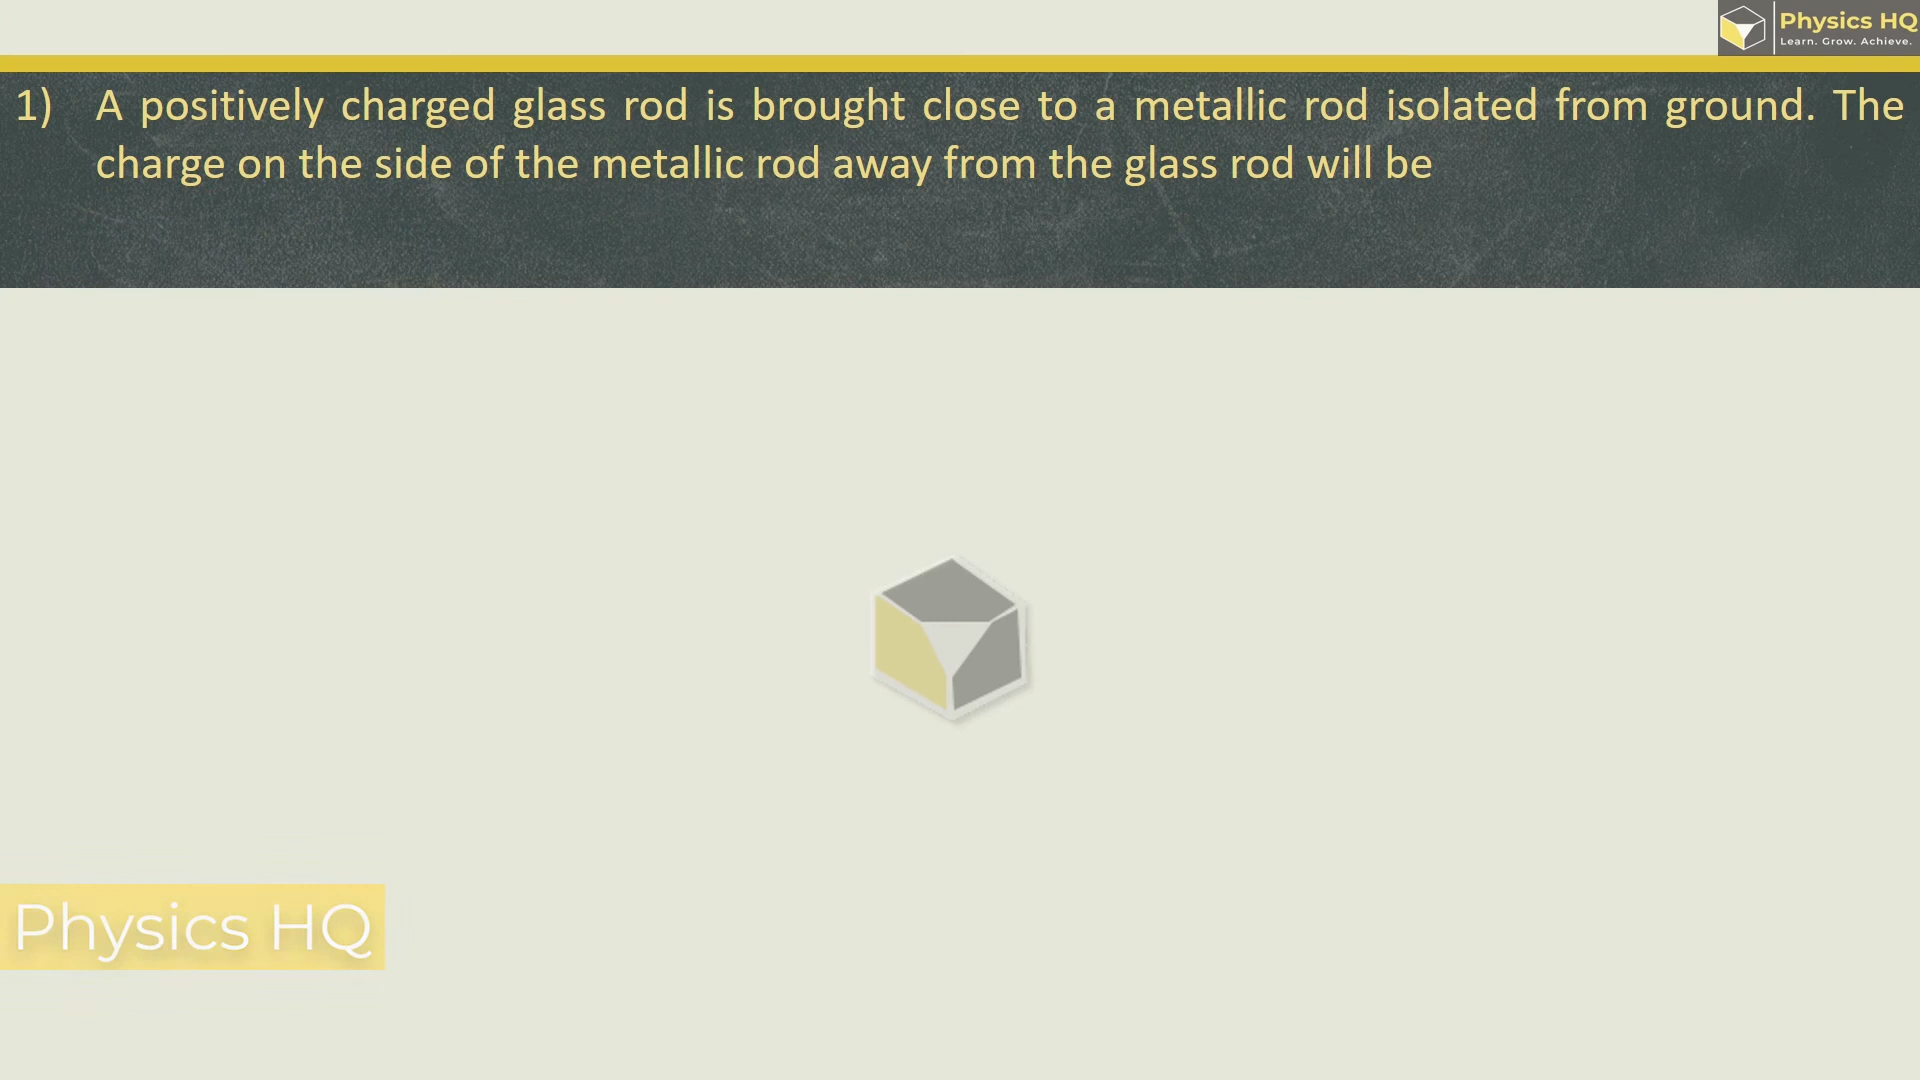 Physics HQ
Learn. Grow. Achieve.
1) A positively charged glass rod is brought close to a metallic rod isolated from ground. The
charge on the side of the metallic rod away from the glass rod will be
Physics HQ